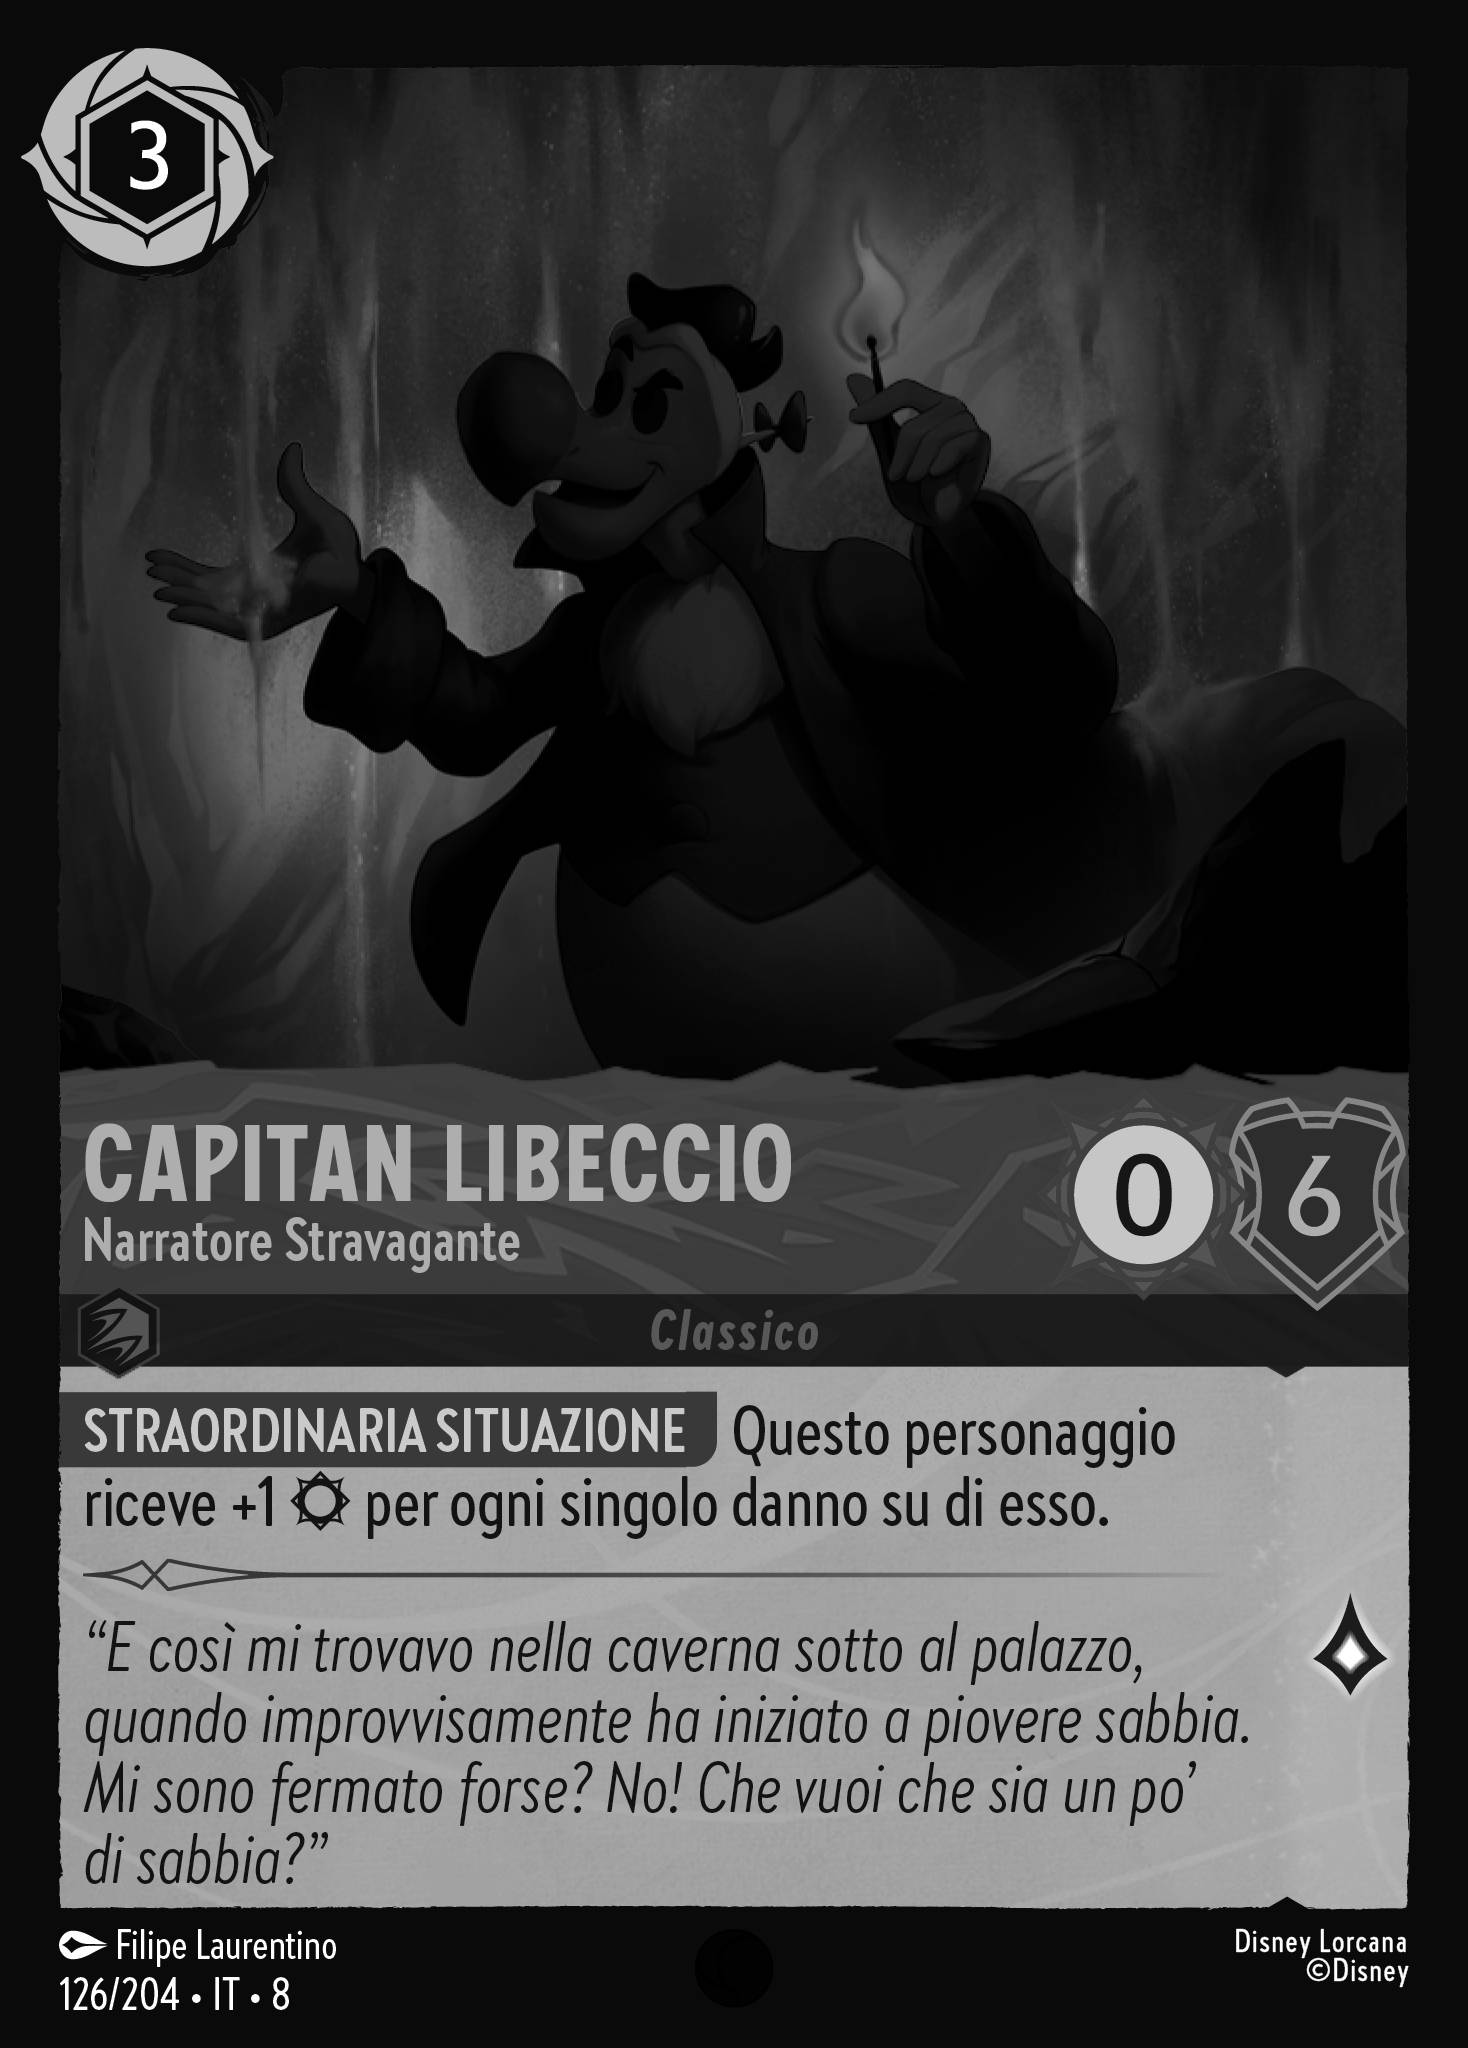 3
CAPITAN LIBECCIO
Narratore Stravagante
0
6
Classico
STRAORDINARIA SITUAZIONE Questo personaggio
riceve +1 per ogni singolo danno su di esso.
“E così mi trovavo nella caverna sotto al palazzo,
quando improvvisamente ha iniziato a piovere sabbia.
Mi sono fermato forse? No! Che vuoi che sia un po’
di sabbia?”
Filipe Laurentino
126/204 • IT • 8
Disney Lorcana
©Disney